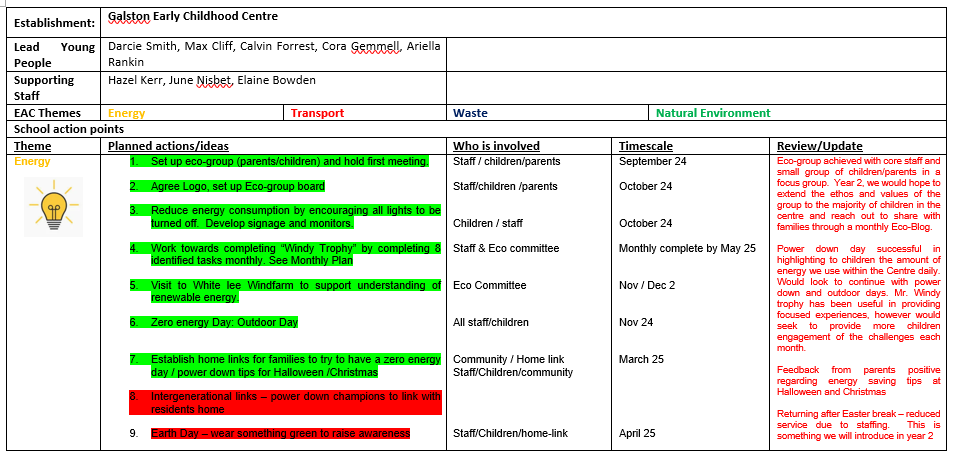 Establishment: Galston Early Childhood Centre
Lead Young People
Darcie Smith, Max Cliff, Calvin Forrest, Cora Gemmell, Ariella
Rankin
Supporting Staff
Hazel Kerr, June Nisbet, Elaine Bowden
EAC Themes Energy Transport Waste Natural Environment
School action points
Theme Planned actions/ideas Who is involved Timescale Review/Update
Energy
1. Set up eco-group (parents/children) and hold first meeting.
Staff / children/parents
September 24
2. Agree Logo, set up Eco-group board
Staff/children /parents
October 24
3. Reduce energy consumption by encouraging all lights to be
turned off. Develop signage and monitors.
Children / staff
October 24
4. Work towards completing “Windy Trophy” by completing 8
identified tasks monthly. See Monthly Plan
Staff & Eco committee
Monthly complete by May 25
5. Visit to White lee Windfarm to support understanding of
renewable energy.
Eco Committee
Nov / Dec 2
6. Zero energy Day: Outdoor Day
All staff/children
Nov 24
7. Establish home links for families to try to have a zero energy
day / power down tips for Halloween /Christmas
Community / Home link
Staff/Children/community
March 25
8. Intergenerational links – power down champions to link with
residents home
9. Earth Day – wear something green to raise awareness
Staff/Children/home-link
April 25
Eco-group achieved with core staff and
small group of children/parents in a
focus group. Year 2, we would hope to
extend the ethos and values of the
group to the majority of children in the
centre and reach out to share with
families through a monthly Eco-Blog.
Power down day successful in
highlighting to children the amount of
energy we use within the Centre daily.
Would look to continue with power
down and outdoor days. Mr. Windy
trophy has been useful in providing
focused experiences, however would
seek to provide more children
engagement of the challenges each
month.
Feedback from parents positive
regarding energy saving tips at
Halloween and Christmas
Returning after Easter break – reduced
service due to staffing. This is
something we will introduce in year 2